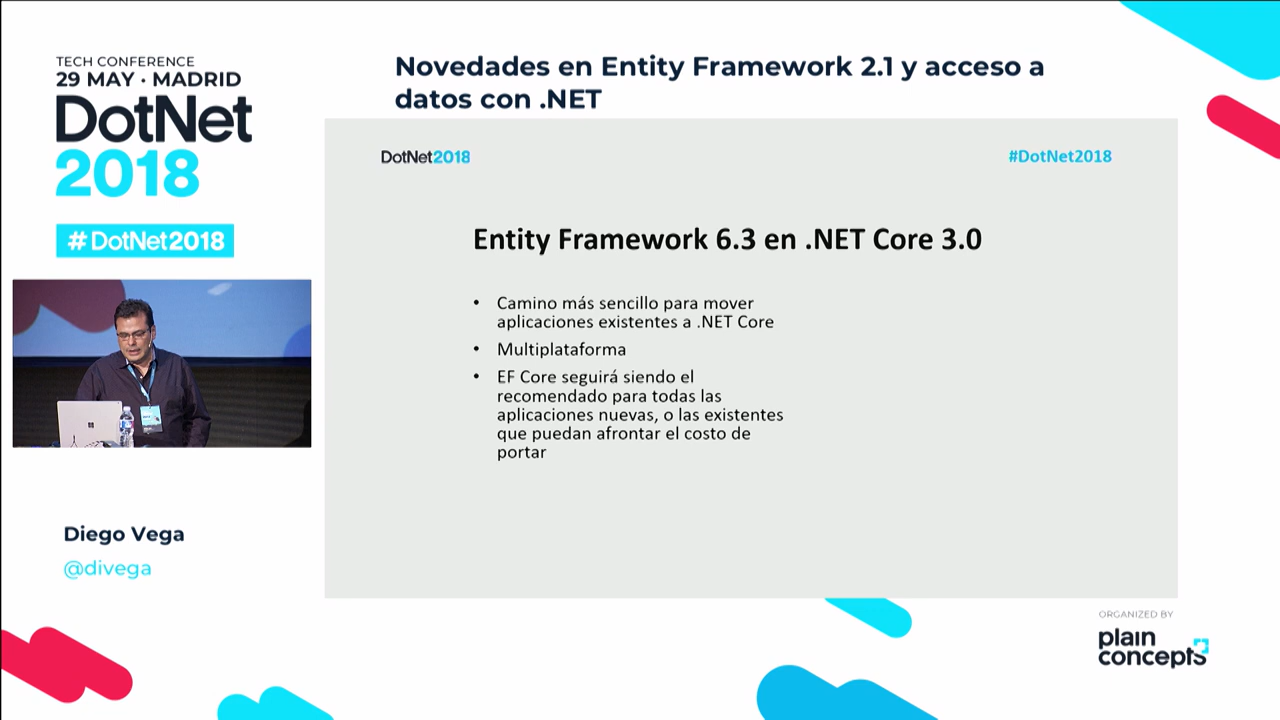 TECH CONFERENCE
29 MAY · MADRID
DotNet
2018
#DotNet2018
Novedades en Entity Framework 2.1 y acceso a
datos con .NET
DotNet2018
#DotNet2018
Entity Framework 6.3 en .NET Core 3.0
• Camino más sencillo para mover
aplicaciones existentes a .NET Core
• Multiplataforma
• EF Core seguirá siendo el
recomendado para todas las
aplicaciones nuevas, o las existentes
que puedan afrontar el costo de
portar
Diego Vega
@divega
ORGANIZED BY
plain
concepts